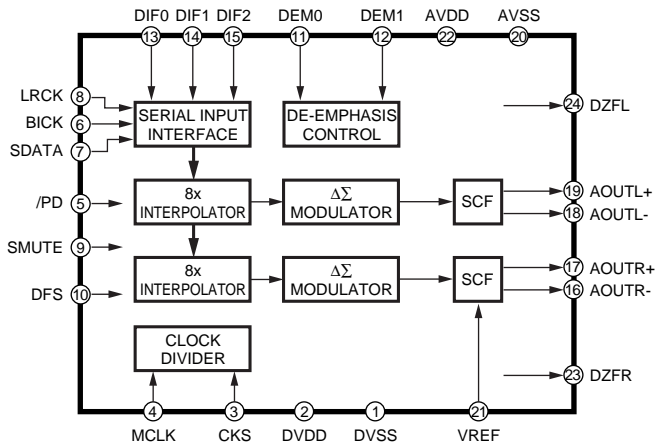 DIF0 DIF1 DIF2 DEM0 DEM1 AVDD AVSS
13 14 15 11 12 22 20
LRCK 8
BICK 6
SDATA 7
SERIAL INPUT
INTERFACE
DE-EMPHASIS
CONTROL
24 DZFL
/PD 5
8x
INTERPOLATOR
ΔΣ
MODULATOR
SCF
19 AOUTL+
18 AOUTL-
SMUTE 9
DFS 10
8x
INTERPOLATOR
ΔΣ
MODULATOR
SCF
17 AOUTR+
16 AOUTR-
CLOCK
DIVIDER
23 DZFR
4 3 2 1 21
MCLK CKS DVDD DVSS VREF